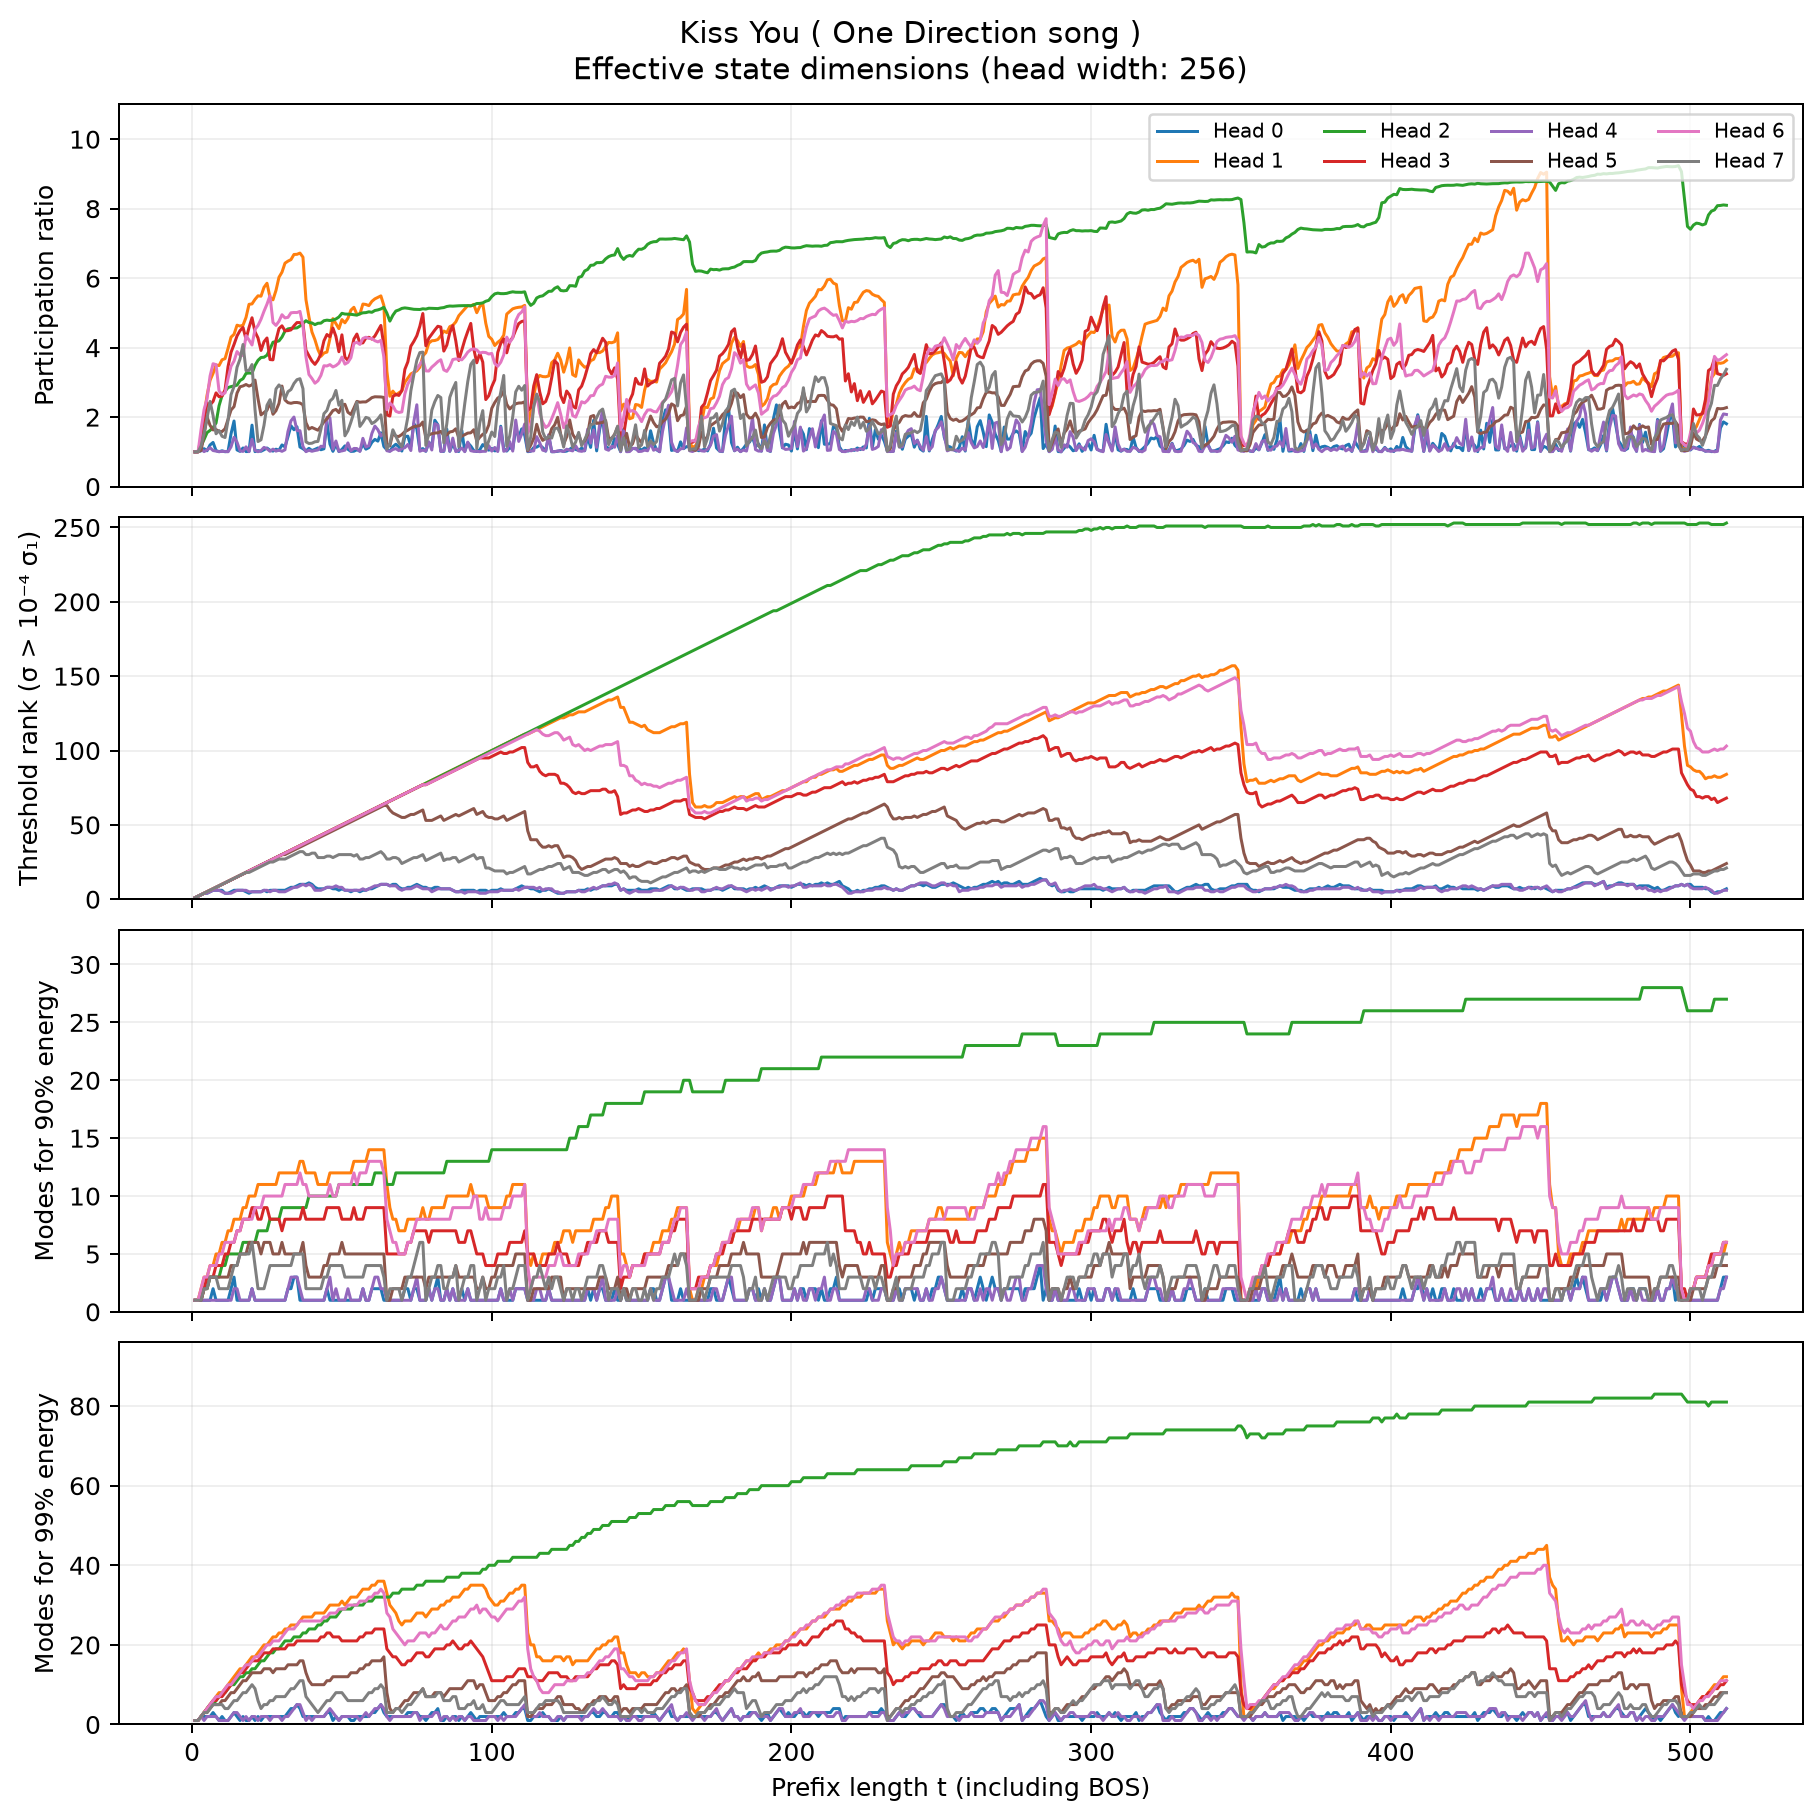 Kiss You ( One Direction song )
Effective state dimensions (head width: 256)
Participation ratio
0
2
4
6
8
10
Head 0
Head 1
Head 2
Head 3
Head 4
Head 5
Head 6
Head 7
Threshold rank (σ > 10⁻⁴ σ₁)
0
50
100
150
200
250
Modes for 90% energy
0
5
10
15
20
25
30
Modes for 99% energy
0
20
40
60
80
0
100
200
300
400
500
Prefix length t (including BOS)